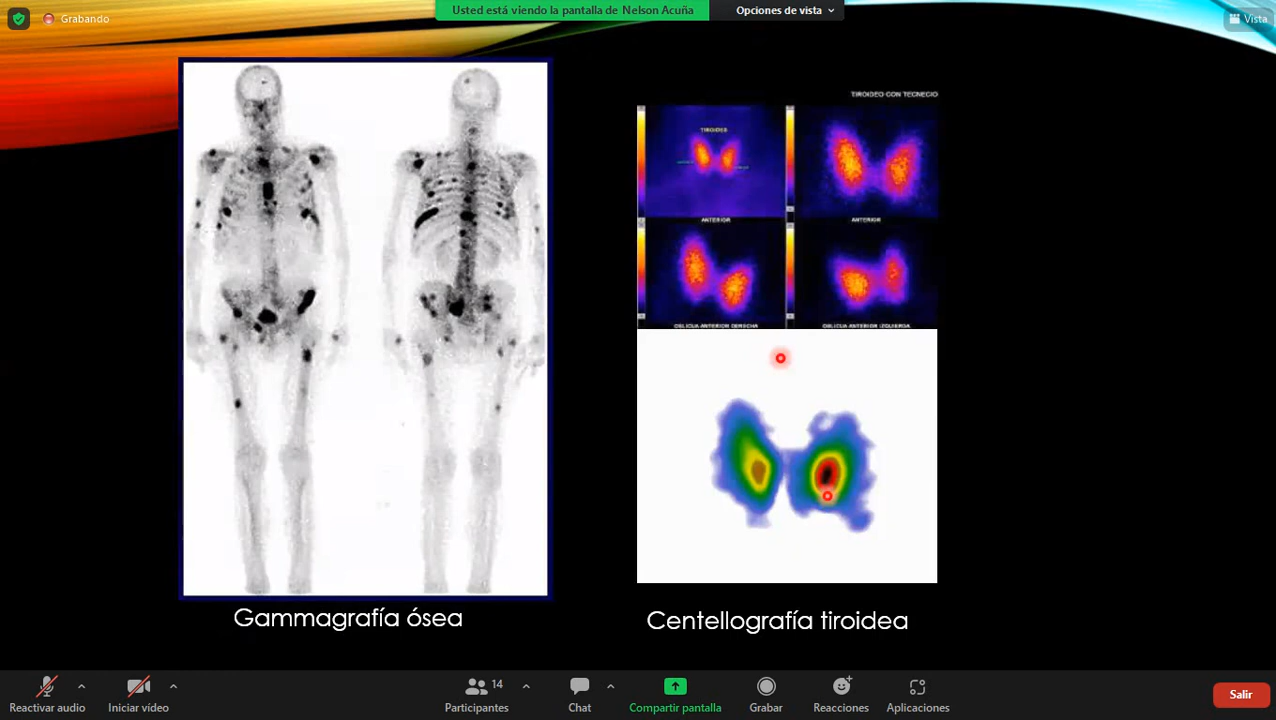 Grabando
Usted está viendo la pantalla de Nelson Acuña
Opciones de vista
Vista
TIROIDEO CON TECNECIO
TIROIDES
ANTERIOR
ANTERIOR
OBLICUA ANTERIOR DERECHA
OBLICUA ANTERIOR IZQUIERDA
Gammagrafía ósea
Centellografía tiroidea
Reactivar audio
Iniciar vídeo
14
Participantes
Chat
Compartir pantalla
Grabar
Reacciones
Aplicaciones
Salir